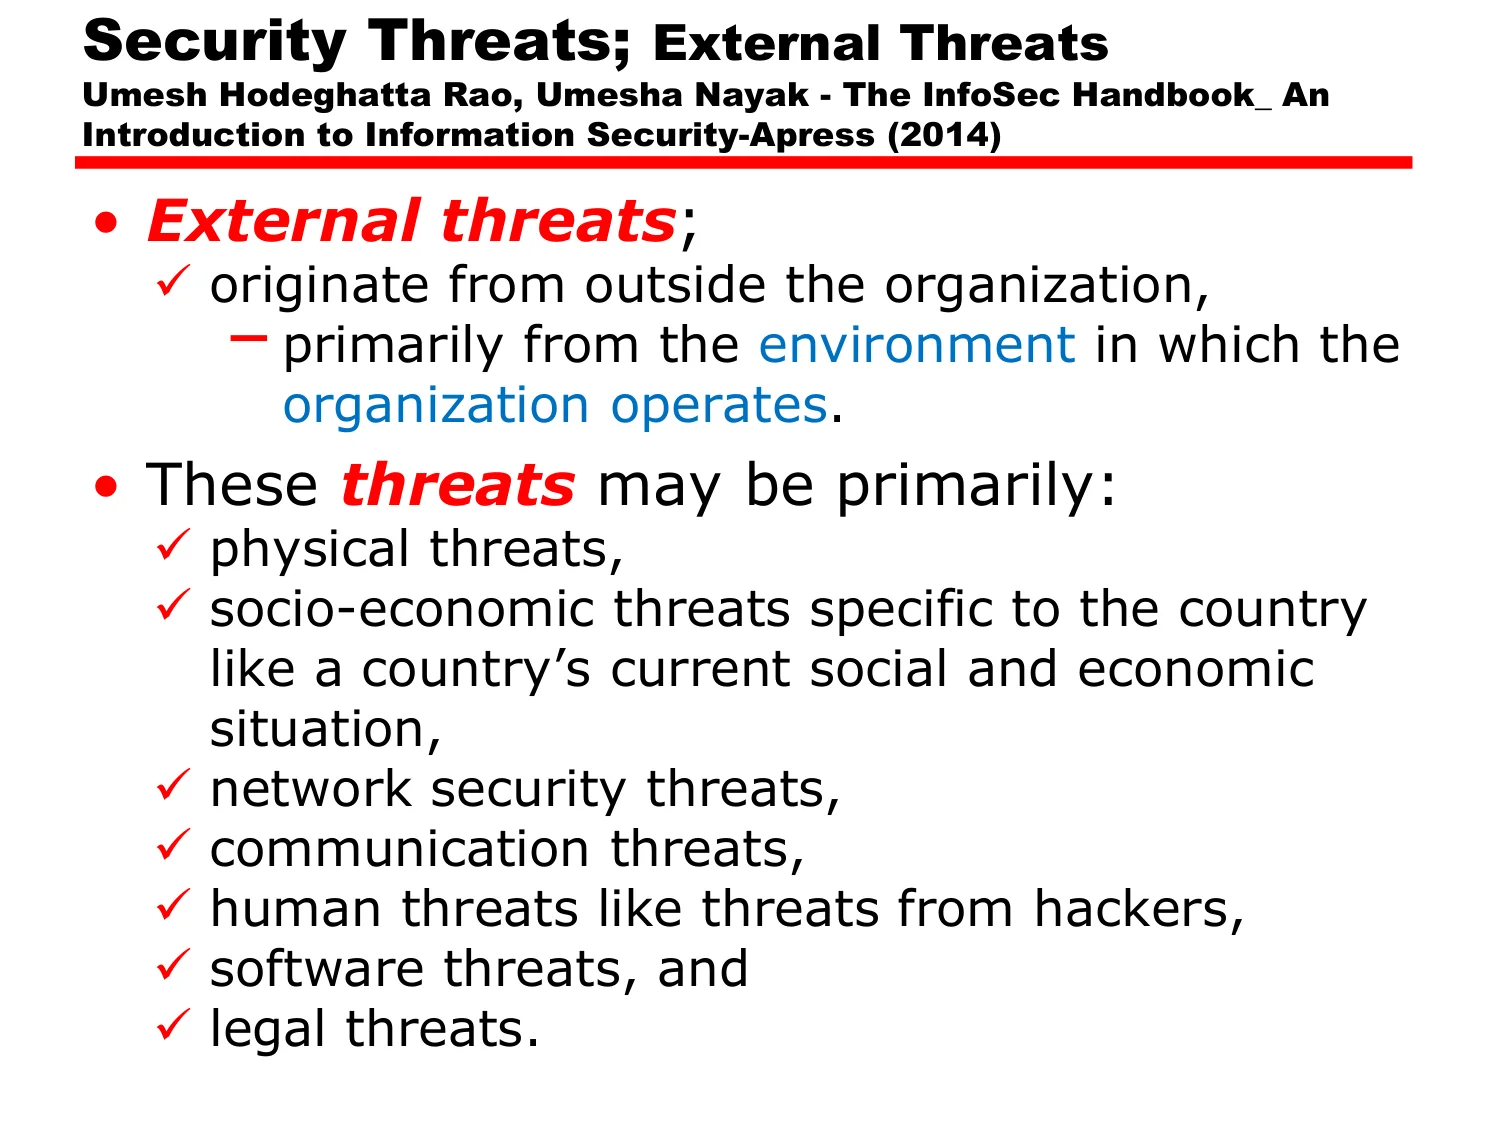 Security Threats; External Threats
Umesh Hodeghatta Rao, Umesha Nayak - The InfoSec Handbook_ An
Introduction to Information Security-Apress (2014)
• External threats;
✓ originate from outside the organization,
– primarily from the environment in which the
organization operates.
• These threats may be primarily:
✓ physical threats,
✓ socio-economic threats specific to the country
like a country’s current social and economic
situation,
✓ network security threats,
✓ communication threats,
✓ human threats like threats from hackers,
✓ software threats, and
✓ legal threats.